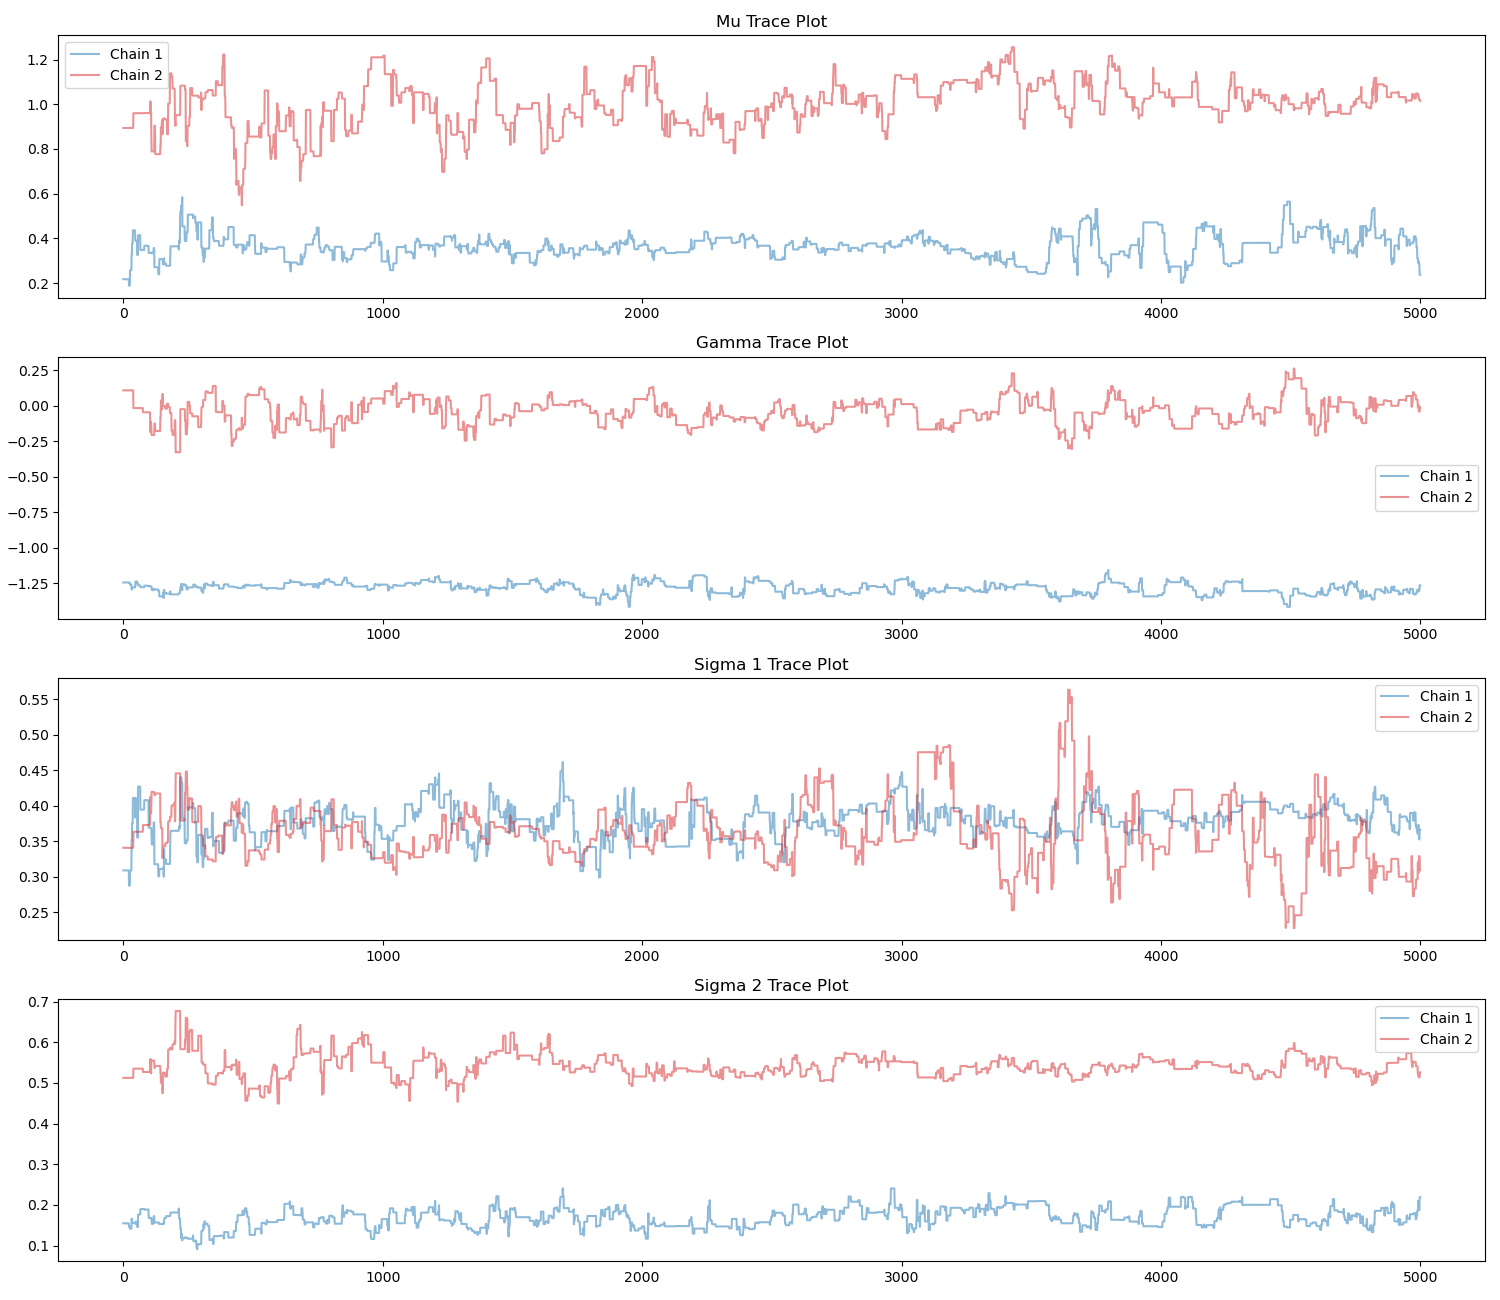 Mu Trace Plot
1.2
1.0
0.8
0.6
0.4
0.2
Chain 1
Chain 2
0 1000 2000 3000 4000 5000
Gamma Trace Plot
0.25
0.00
−0.25
−0.50
−0.75
−1.00
−1.25
Chain 1
Chain 2
0 1000 2000 3000 4000 5000
Sigma 1 Trace Plot
0.55
0.50
0.45
0.40
0.35
0.30
0.25
Chain 1
Chain 2
0 1000 2000 3000 4000 5000
Sigma 2 Trace Plot
0.7
0.6
0.5
0.4
0.3
0.2
0.1
Chain 1
Chain 2
0 1000 2000 3000 4000 5000